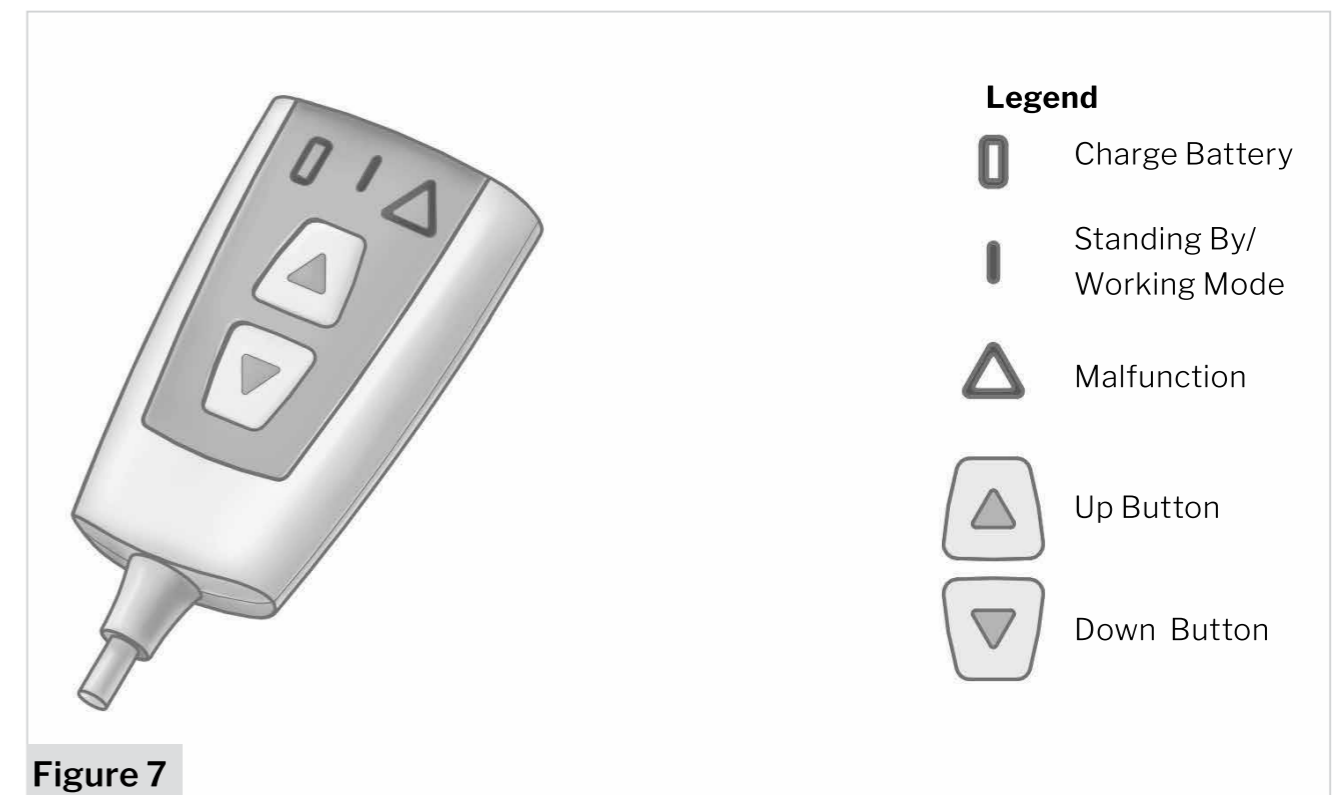 Legend
Charge Battery
Standing By/
Working Mode
Malfunction
Up Button
Down Button
Figure 7